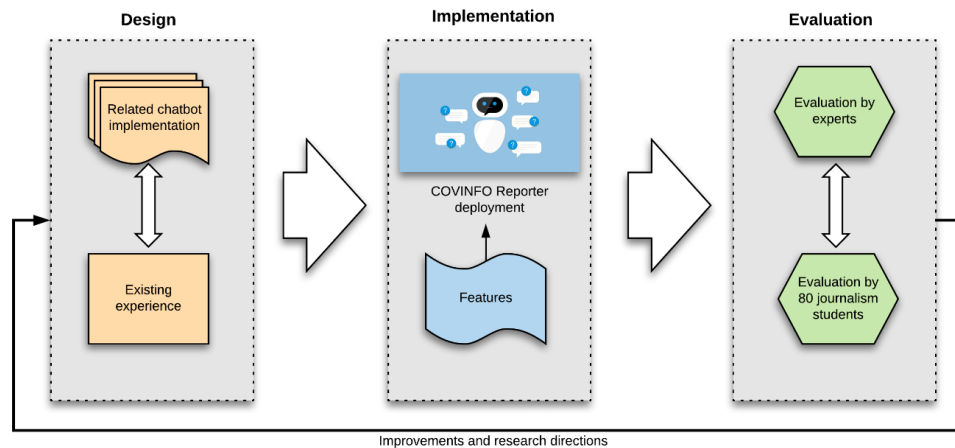 Design
Implementation
Evaluation
Related chatbot
implementation
Existing
experience
?
?
?
?
?
?
COVINFO Reporter
deployment
Features
Evaluation by
experts
Evaluation by
80 journalism
students
Improvements and research directions